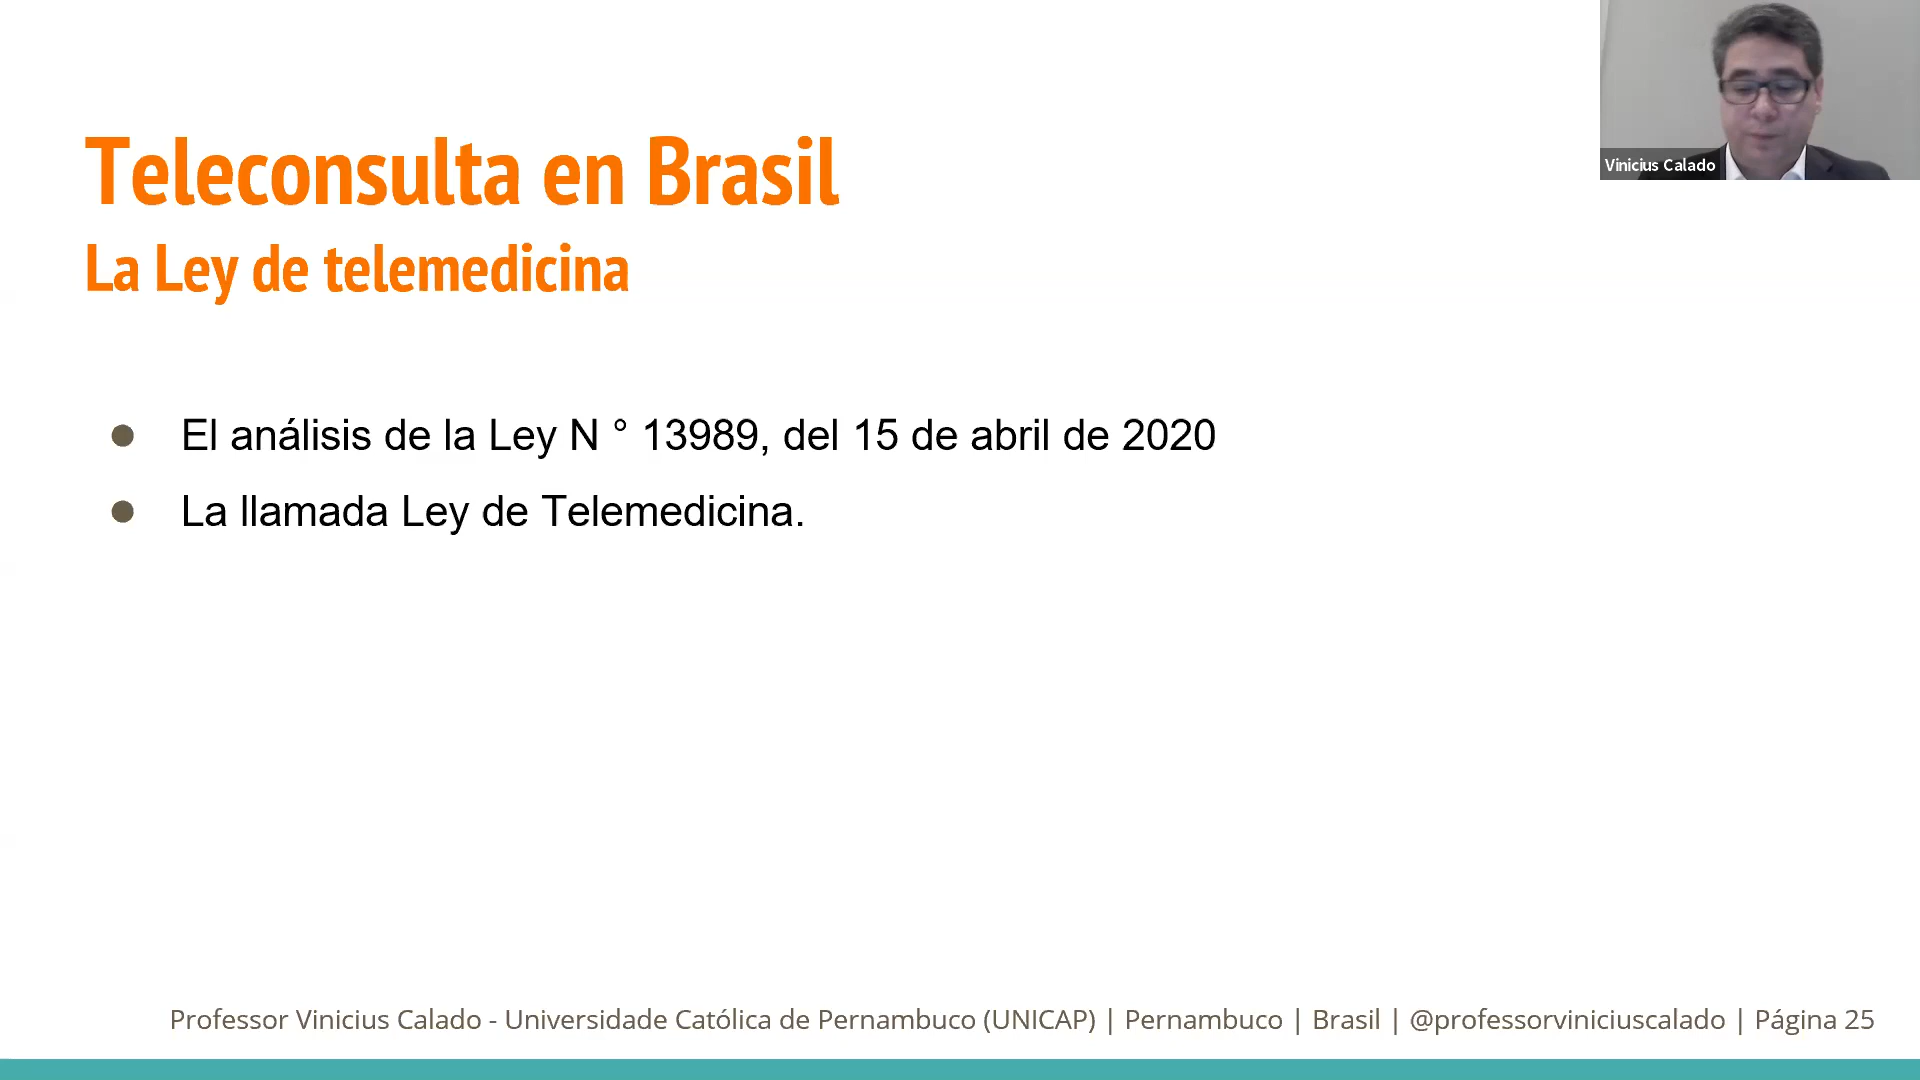 Teleconsulta en Brasil
La Ley de telemedicina
Vinicius Calado
● El análisis de la Ley N ° 13989, del 15 de abril de 2020
● La llamada Ley de Telemedicina.
Professor Vinicius Calado - Universidade Católica de Pernambuco (UNICAP) | Pernambuco | Brasil | @professorviniciuscalado | Página 25